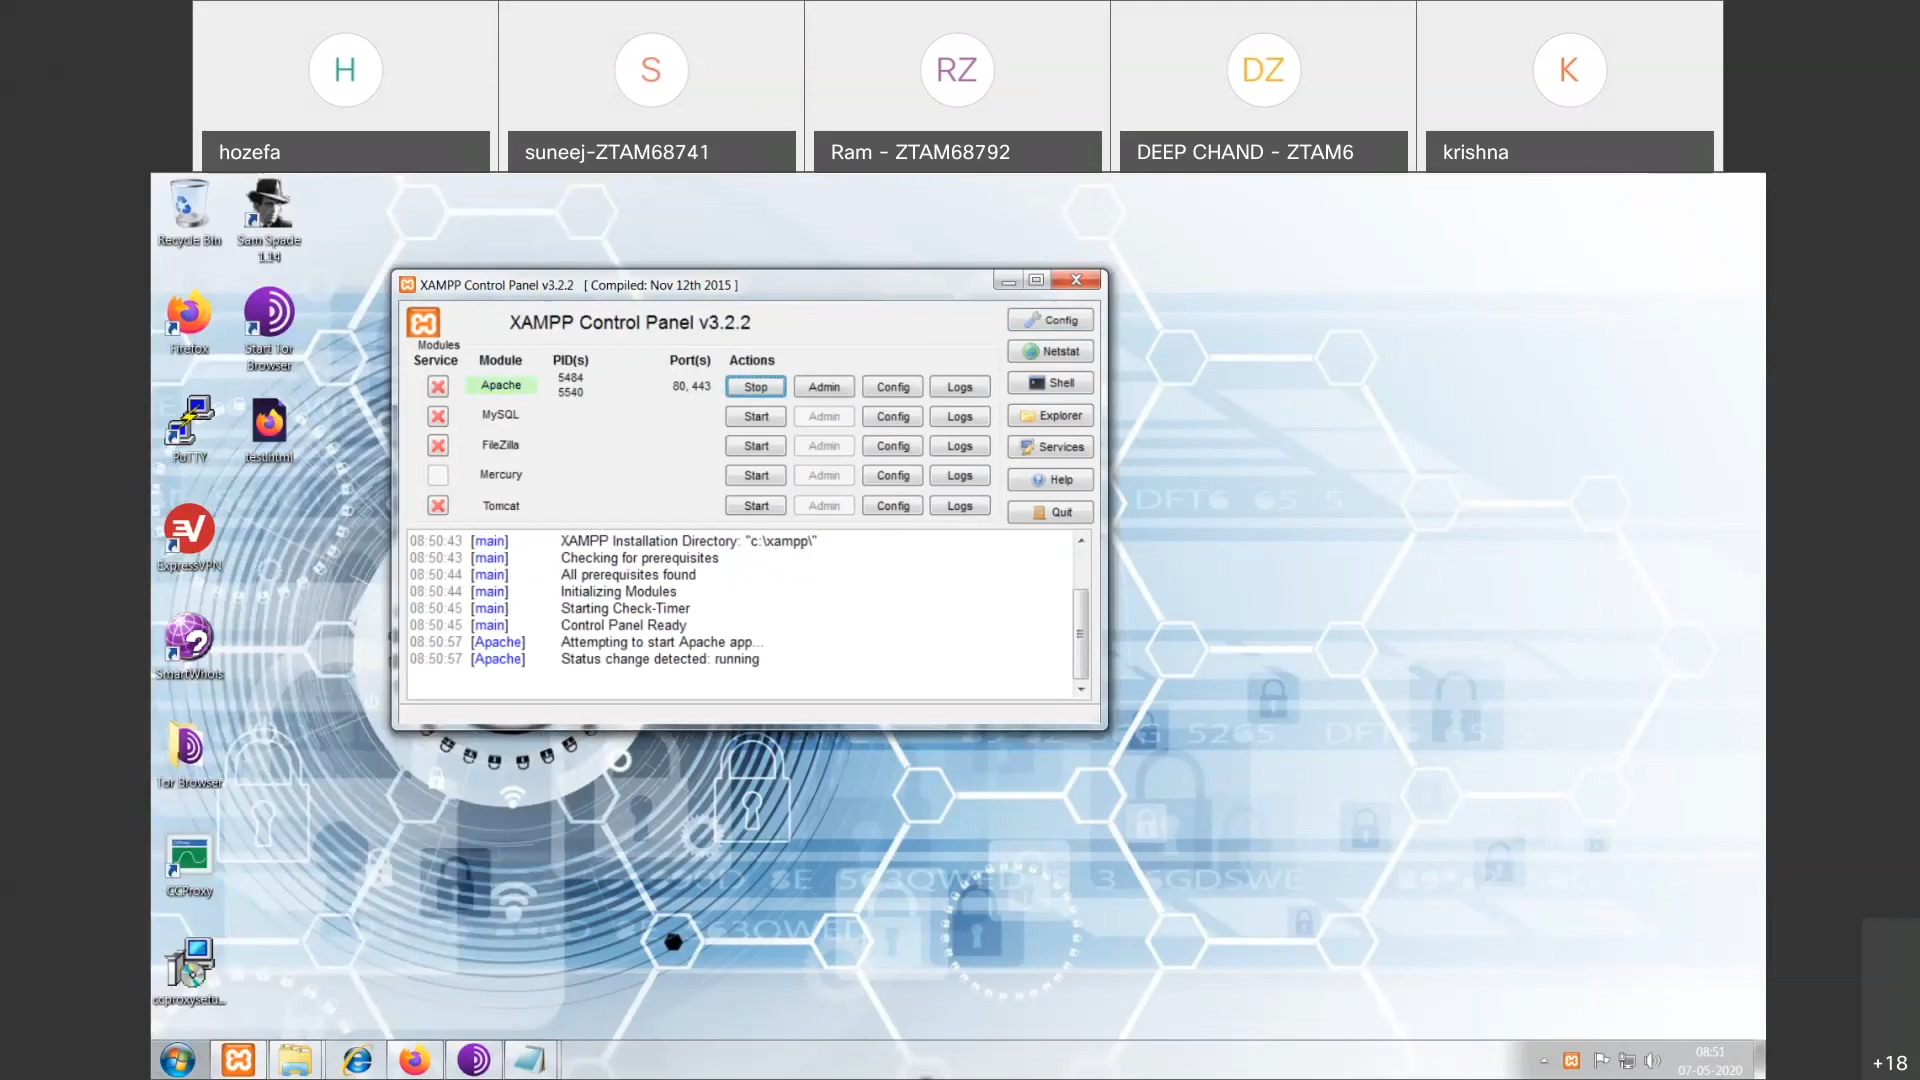 H
S
RZ
DZ
K
hozefa
suneej-ZTAM68741
Ram - ZTAM68792
DEEP CHAND - ZTAM6
krishna
Recycle Bin
Sam Spade
1.14
Firefox
Start Tor
Browser
PuTTY
test.html
ExpressVPN
SmartWhois
Tor Browser
CCProxy
ccproxysetu...
XAMPP Control Panel v3.2.2 [ Compiled: Nov 12th 2015 ]
XAMPP Control Panel v3.2.2
Config
Netstat
Shell
Explorer
Services
Help
Quit
Modules
Service Module PID(s) Port(s) Actions
Apache 5484
5540 80, 443 Stop Admin Config Logs
MySQL Start Admin Config Logs
FileZilla Start Admin Config Logs
Mercury Start Admin Config Logs
Tomcat Start Admin Config Logs
08:50:43 [main] XAMPP Installation Directory: "c:\xampp\"
08:50:43 [main] Checking for prerequisites
08:50:44 [main] All prerequisites found
08:50:44 [main] Initializing Modules
08:50:45 [main] Starting Check-Timer
08:50:45 [main] Control Panel Ready
08:50:57 [Apache] Attempting to start Apache app...
08:50:57 [Apache] Status change detected: running
DFT6 65 5
08:51
07-05-2020
+18